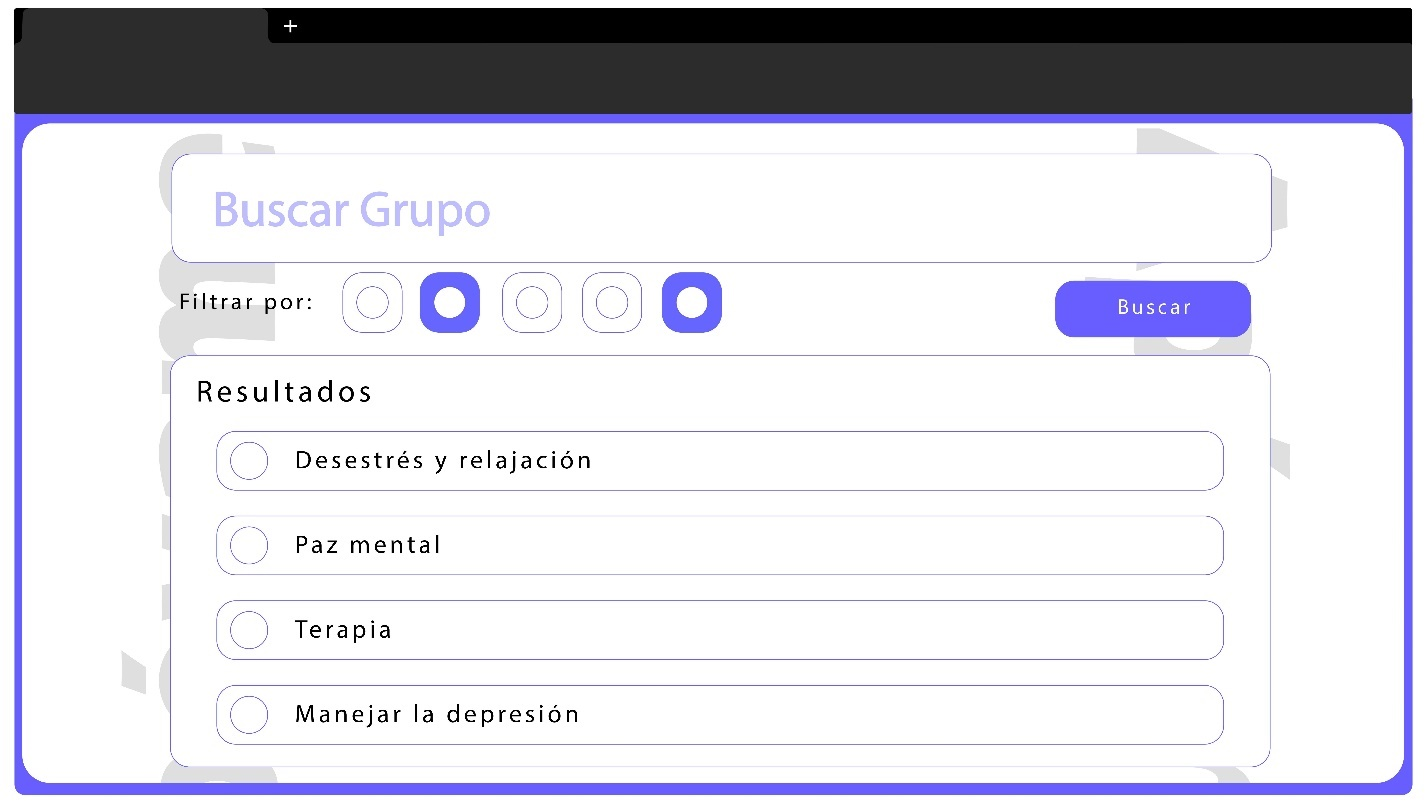 +
Buscar Grupo
Filtrar por:
Buscar
Resultados
Desestrés y relajación
Paz mental
Terapia
Manejar la depresión